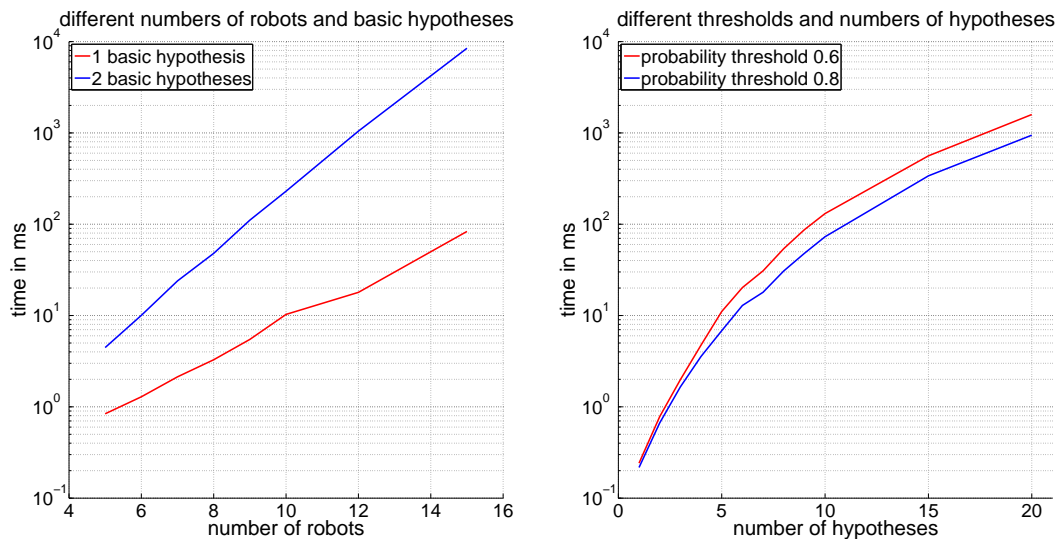 different numbers of robots and basic hypotheses
10^4
10^3
10^2
10^1
10^0
10^-1
time in ms
1 basic hypothesis
2 basic hypotheses
4 6 8 10 12 14 16
number of robots
different thresholds and numbers of hypotheses
10^4
10^3
10^2
10^1
10^0
10^-1
time in ms
probability threshold 0.6
probability threshold 0.8
0 5 10 15 20
number of hypotheses